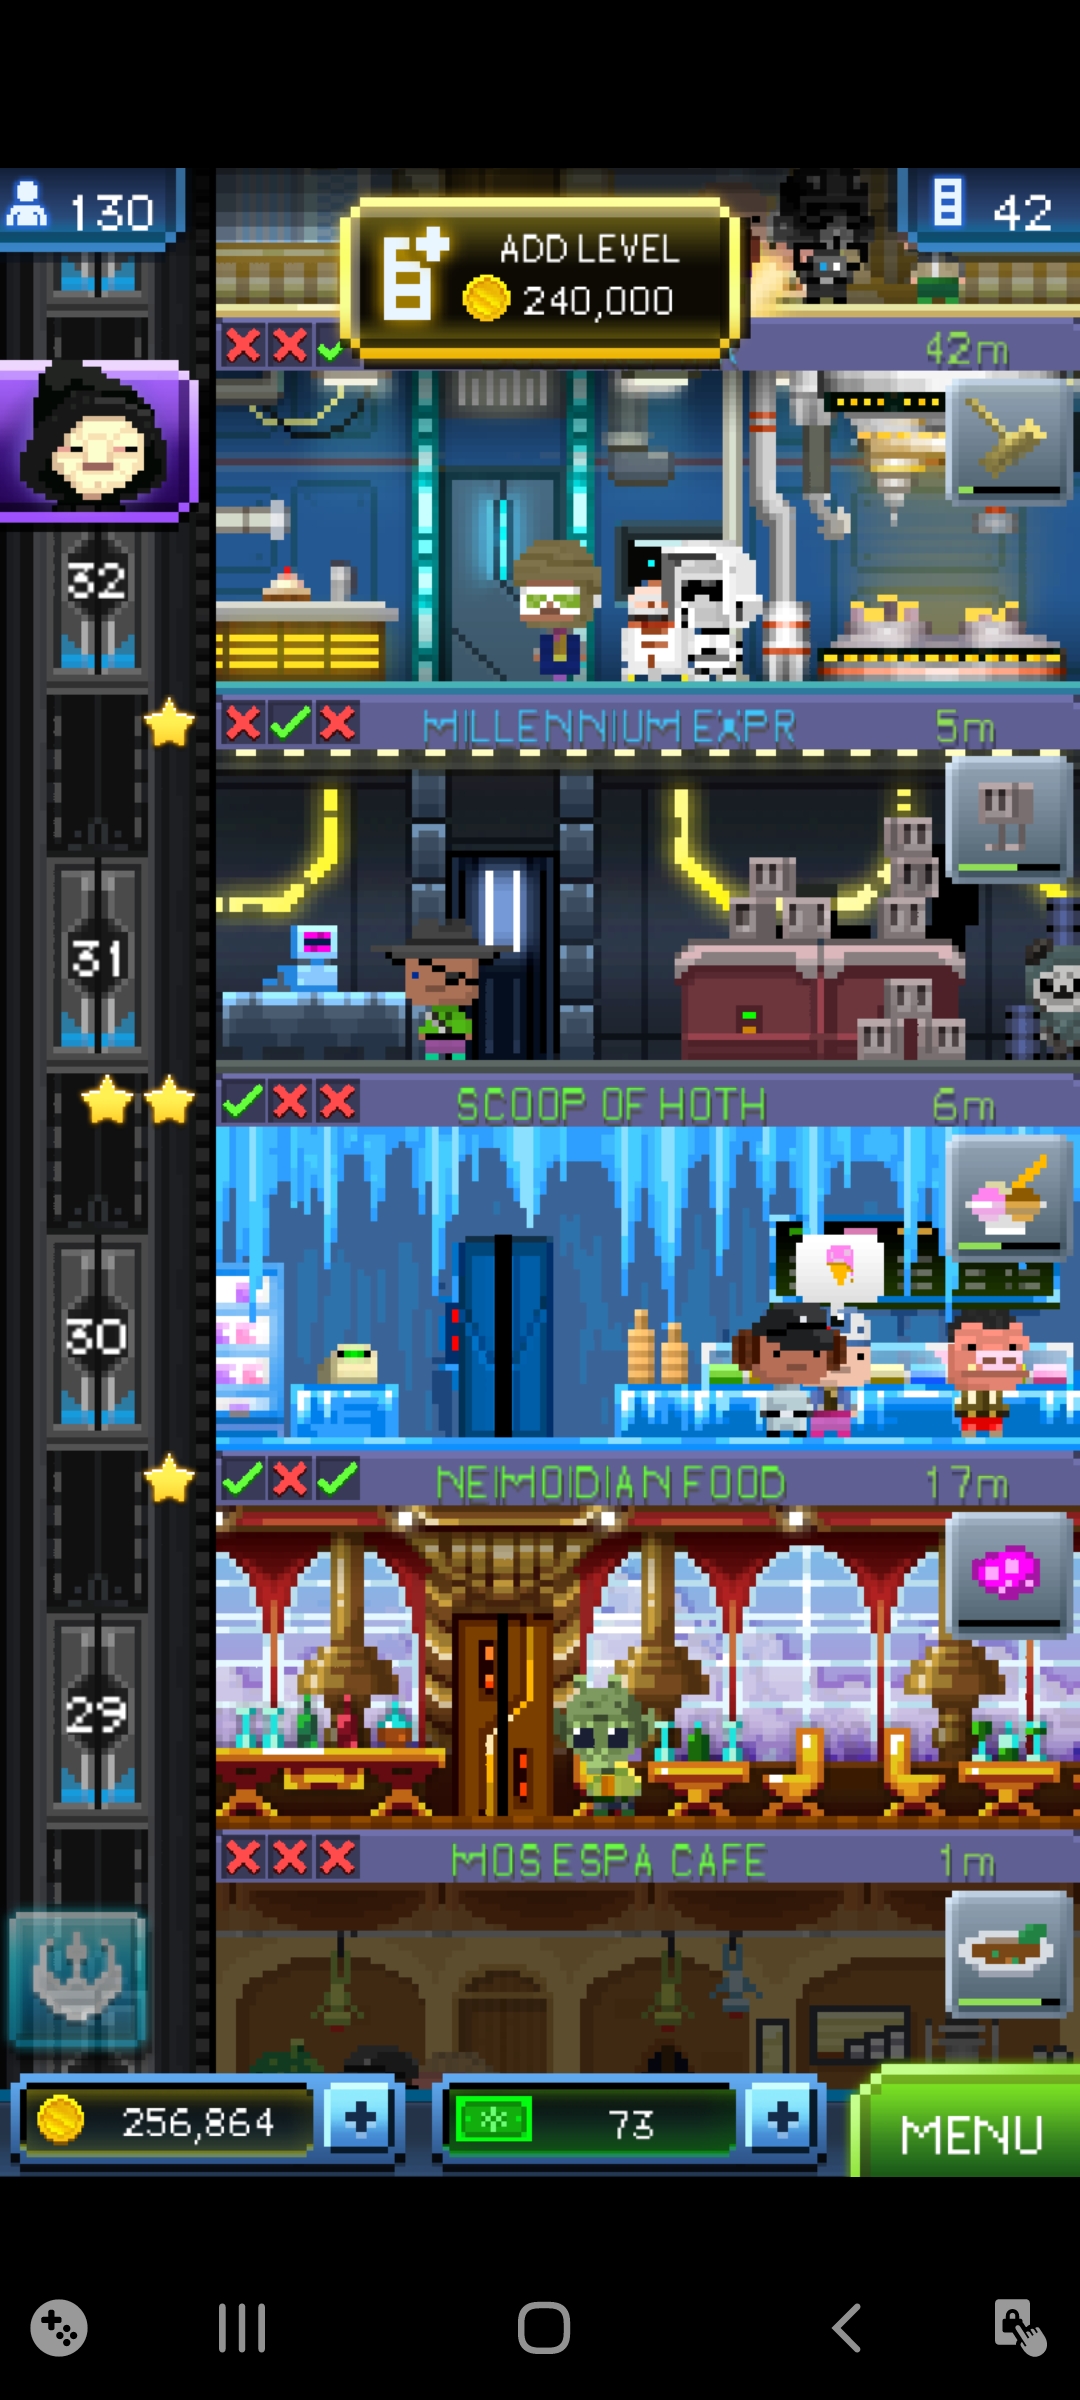 130
ADD LEVEL
240,000
42
42m
32
MILLENNIUM EXPR
5m
31
SCOOP OF HOTH
6m
30
NEIMOIDIAN FOOD
17m
29
MOS ESPA CAFE
1m
256,864
73
MENU